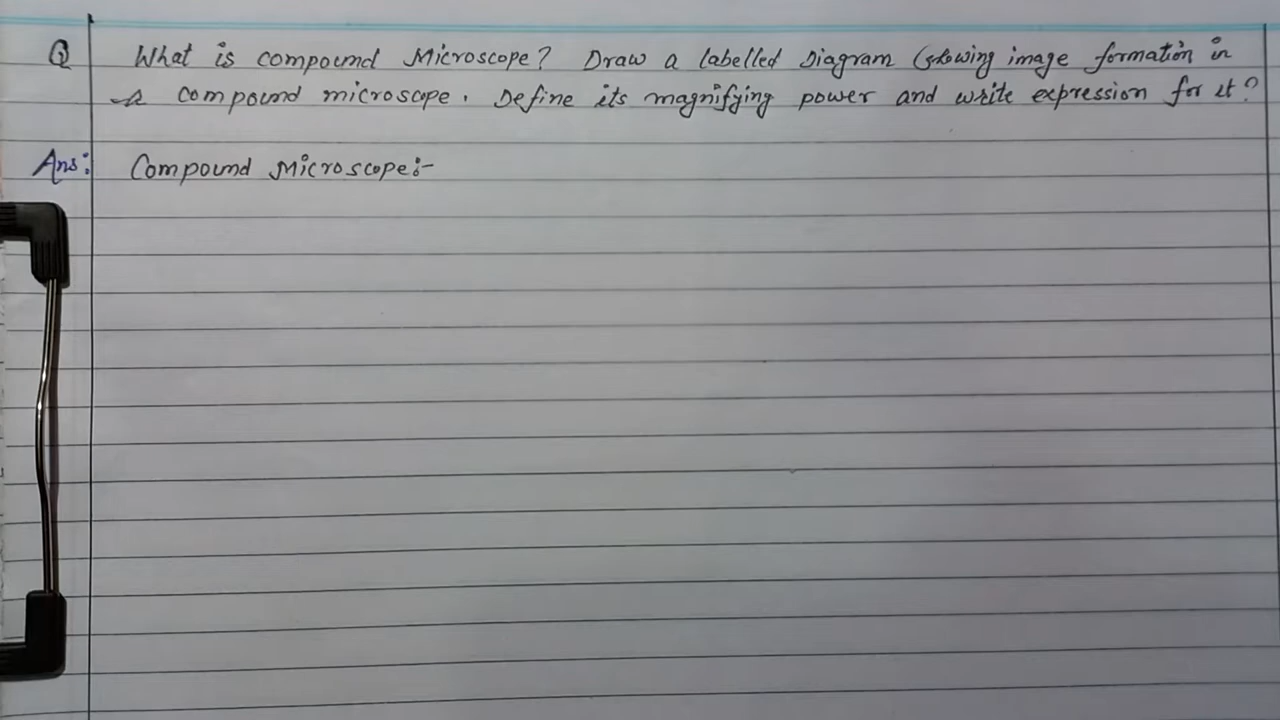 Q What is compound Microscope? Draw a labelled Diagram showing image formation in
a compound microscope. Define its magnifying power and write expression for it?
Ans: Compound Microscope:-